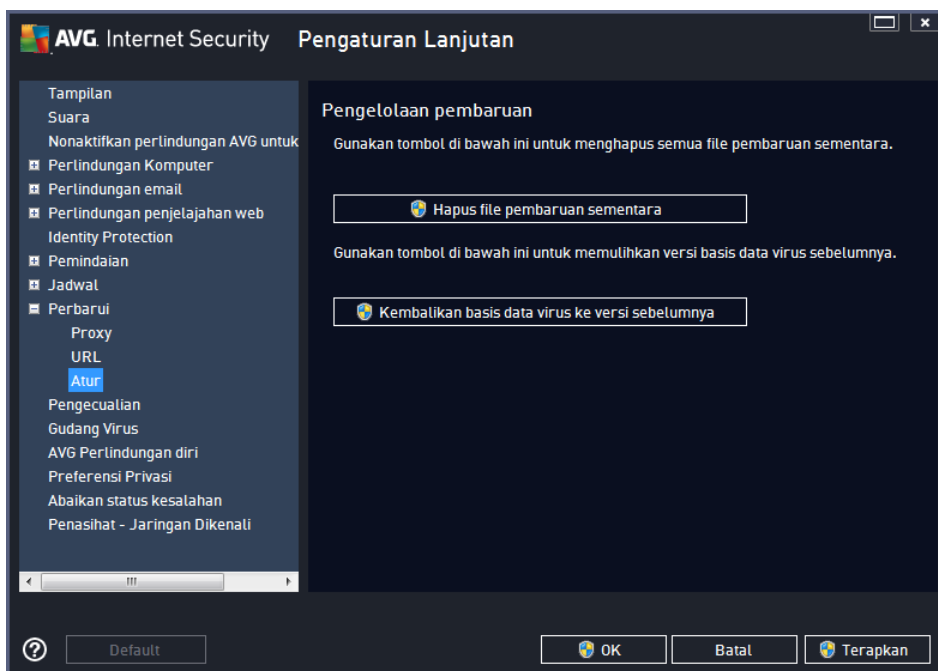 AVG. Internet Security Pengaturan Lanjutan
Tampilan
Suara
Nonaktifkan perlindungan AVG untuk
Perlindungan Komputer
Perlindungan email
Perlindungan penjelajahan web
Identity Protection
Pemindaian
Jadwal
Perbarui
Proxy
URL
Atur
Pengecualian
Gudang Virus
AVG Perlindungan diri
Preferensi Privasi
Abaikan status kesalahan
Penasihat - Jaringan Dikenali
Pengelolaan pembaruan
Gunakan tombol di bawah ini untuk menghapus semua file pembaruan sementara.
Hapus file pembaruan sementara
Gunakan tombol di bawah ini untuk memulihkan versi basis data virus sebelumnya.
Kembalikan basis data virus ke versi sebelumnya
? Default OK Batal Terapkan